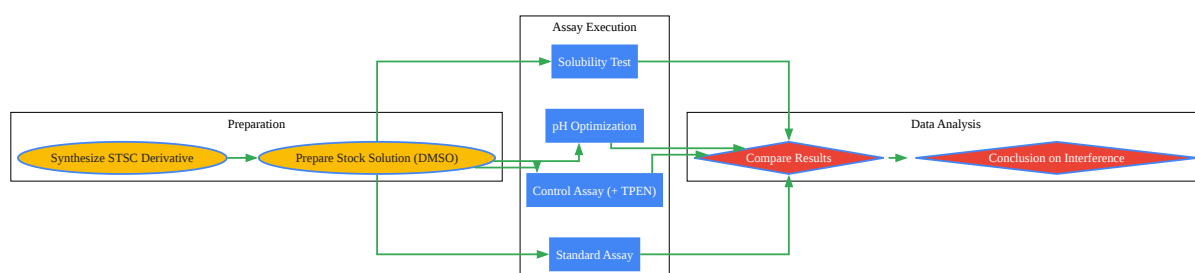 Assay Execution
Solubility Test
Preparation
pH Optimization
Data Analysis
Synthesize STSC Derivative
Prepare Stock Solution (DMSO)
Compare Results
Conclusion on Interference
Control Assay (+ TPEN)
Standard Assay